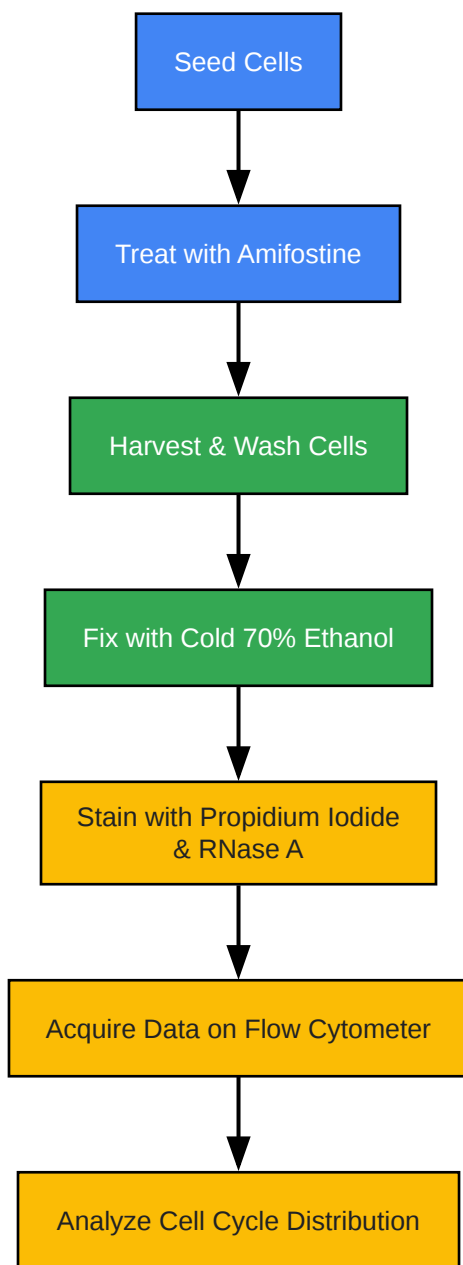 Seed Cells
Treat with Amifostine
Harvest & Wash Cells
Fix with Cold 70% Ethanol
Stain with Propidium Iodide
& RNase A
Acquire Data on Flow Cytometer
Analyze Cell Cycle Distribution